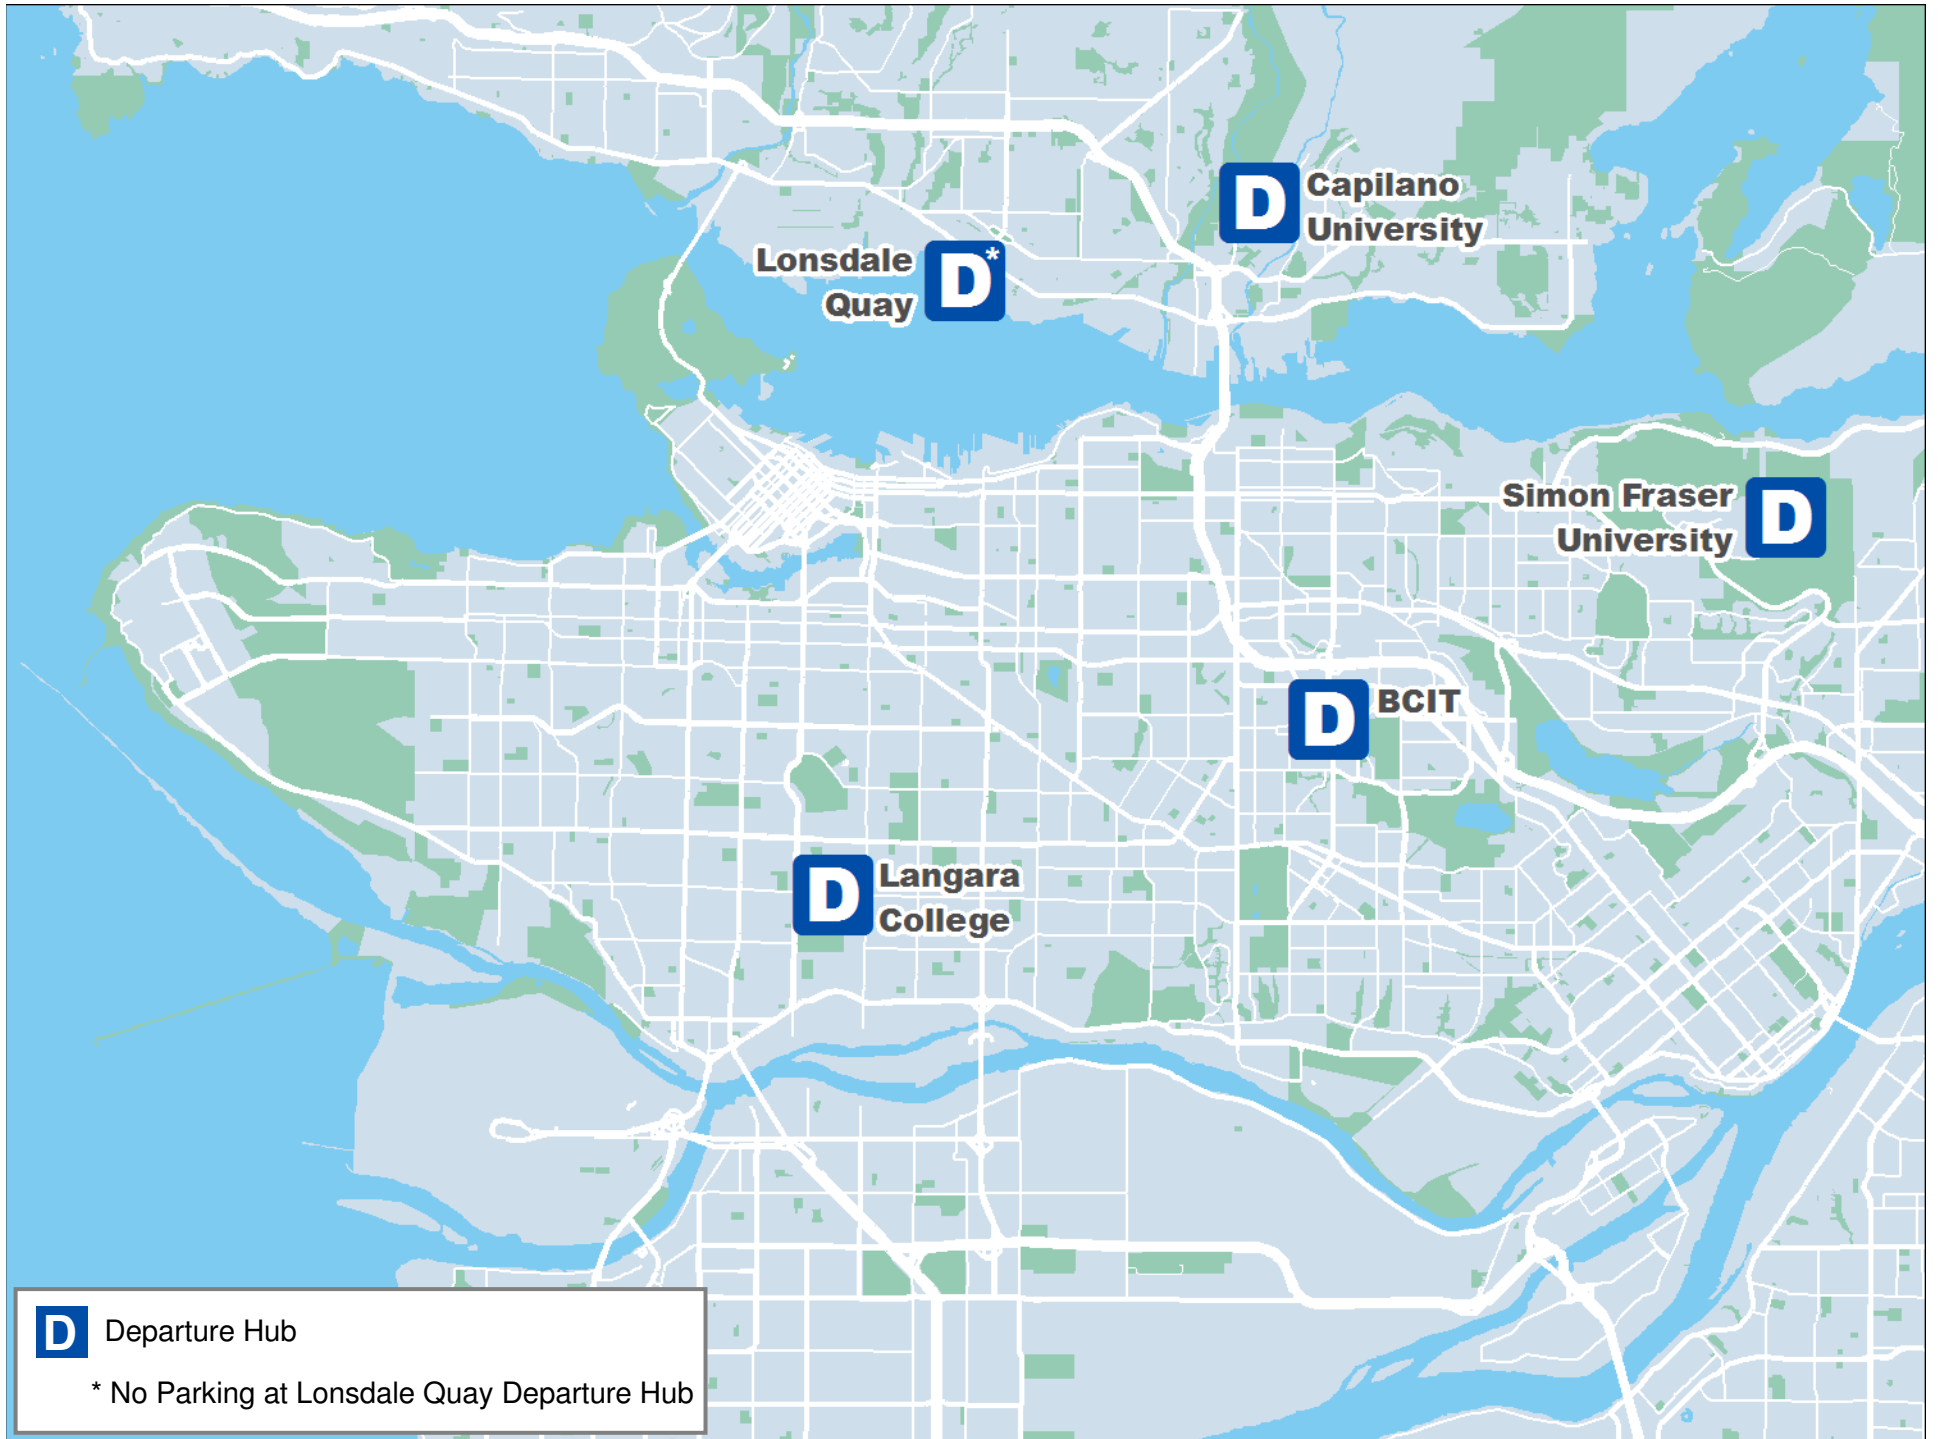 D Capilano
University
Lonsdale
Quay D*
Simon Fraser
University D
D BCIT
D Langara
College
D Departure Hub
* No Parking at Lonsdale Quay Departure Hub